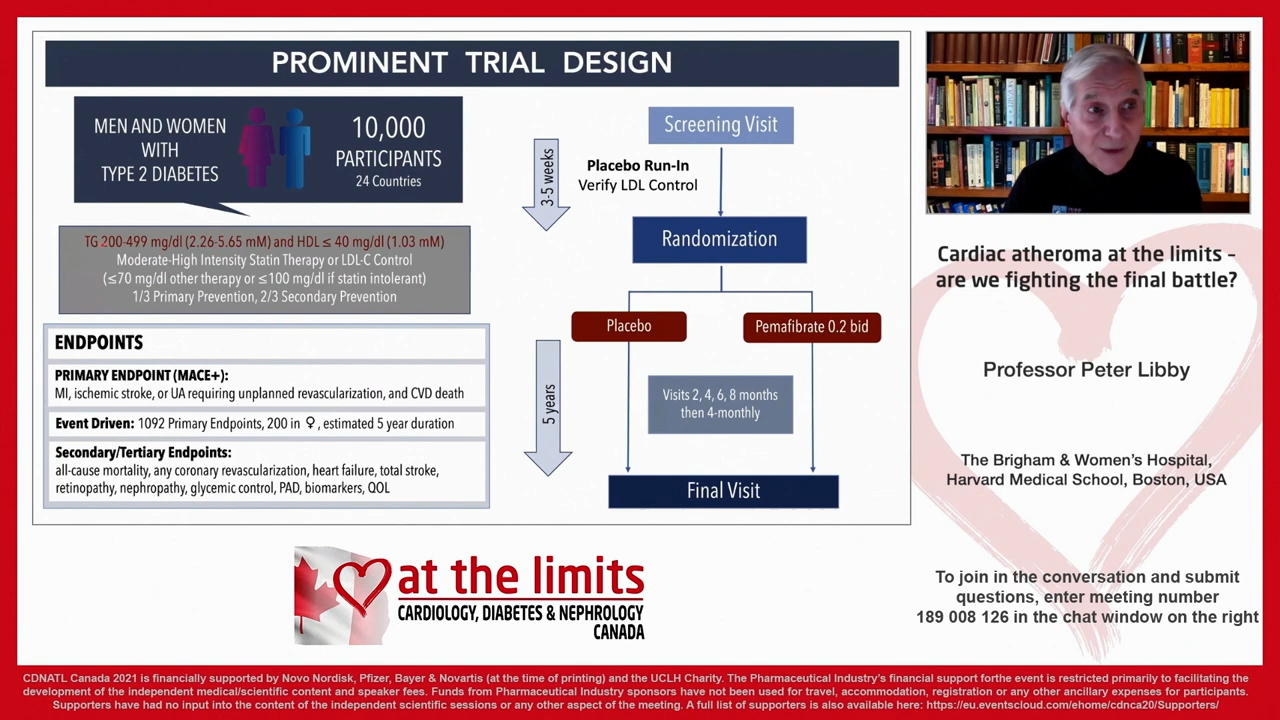 PROMINENT TRIAL DESIGN
MEN AND WOMEN
WITH
TYPE 2 DIABETES
10,000
PARTICIPANTS
24 Countries
TG 200-499 mg/dl (2.26-5.65 mM) and HDL ≤ 40 mg/dl (1.03 mM)
Moderate-High Intensity Statin Therapy or LDL-C Control
(≤70 mg/dl other therapy or ≤100 mg/dl if statin intolerant)
1/3 Primary Prevention, 2/3 Secondary Prevention
ENDPOINTS
PRIMARY ENDPOINT (MACE+):
MI, ischemic stroke, or UA requiring unplanned revascularization, and CVD death
Event Driven: 1092 Primary Endpoints, 200 in ♀, estimated 5 year duration
Secondary/Tertiary Endpoints:
all-cause mortality, any coronary revascularization, heart failure, total stroke,
retinopathy, nephropathy, glycemic control, PAD, biomarkers, QOL
Screening Visit
3-5 weeks
Placebo Run-In
Verify LDL Control
Randomization
Placebo
Pemafibrate 0.2 bid
5 years
Visits 2, 4, 6, 8 months
then 4-monthly
Final Visit
Cardiac atheroma at the limits –
are we fighting the final battle?
Professor Peter Libby
The Brigham & Women's Hospital,
Harvard Medical School, Boston, USA
To join in the conversation and submit
questions, enter meeting number
189 008 126 in the chat window on the right
at the limits
CARDIOLOGY, DIABETES & NEPHROLOGY
CANADA
CDNATL Canada 2021 is financially supported by Novo Nordisk, Pfizer, Bayer & Novartis (at the time of printing) and the UCLH Charity. The Pharmaceutical Industry's financial support forthe event is restricted primarily to facilitating the
development of the independent medical/scientific content and speaker fees. Funds from Pharmaceutical Industry sponsors have not been used for travel, accommodation, registration or any other ancillary expenses for participants.
Supporters have had no input into the content of the independent scientific sessions or any other aspect of the meeting. A full list of supporters is also available here: https://eu.eventscloud.com/ehome/cdnca20/Supporters/